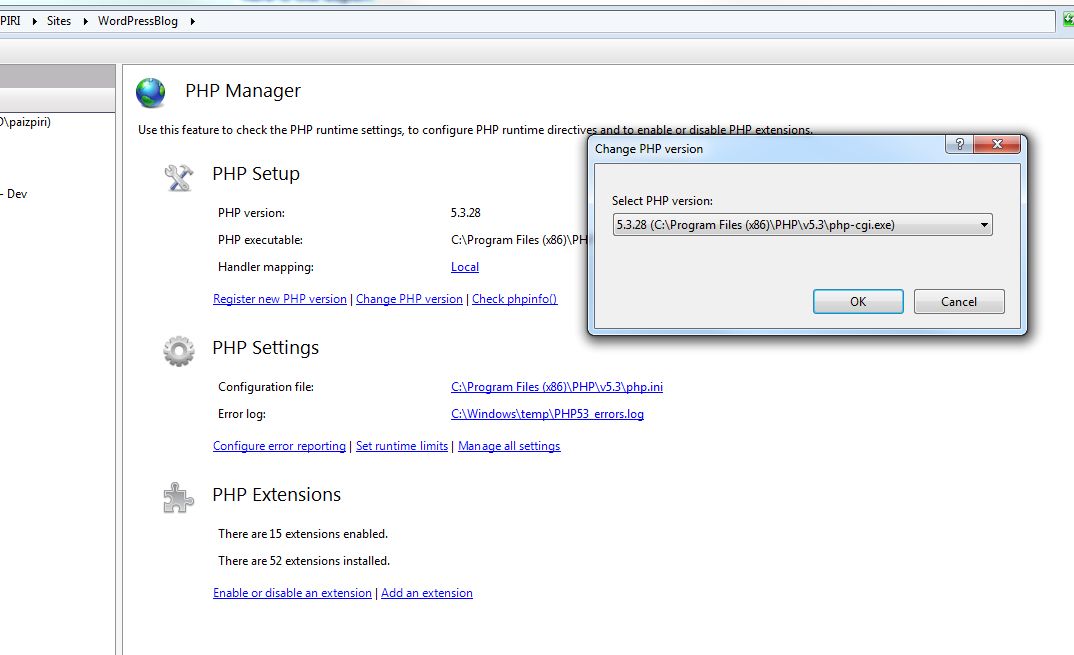 PIRI Sites WordPressBlog
PHP Manager
\paizpiri)
Use this feature to check the PHP runtime settings, to configure PHP runtime directives and to enable or disable PHP extensions.
- Dev
PHP Setup
PHP version: 5.3.28
PHP executable: C:\Program Files (x86)\PH
Handler mapping: Local
Register new PHP version | Change PHP version | Check phpinfo()
Change PHP version
?
Select PHP version:
5.3.28 (C:\Program Files (x86)\PHP\v5.3\php-cgi.exe)
OK Cancel
PHP Settings
Configuration file: C:\Program Files (x86)\PHP\v5.3\php.ini
Error log: C:\Windows\temp\PHP53_errors.log
Configure error reporting | Set runtime limits | Manage all settings
PHP Extensions
There are 15 extensions enabled.
There are 52 extensions installed.
Enable or disable an extension | Add an extension